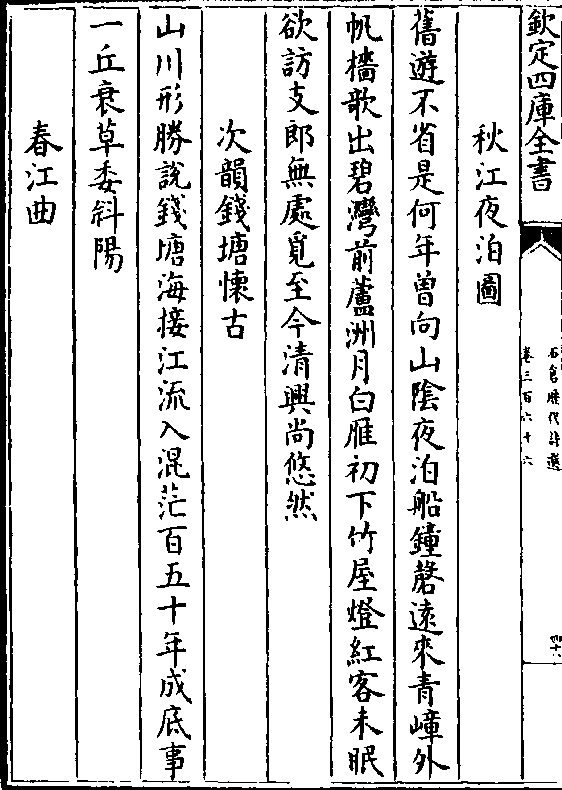 欽定四庫全書
石倉歷代詩選
卷三百六十六
四十八
秋江夜泊圖
舊遊不省是何年曽向山陰夜泊船鐘磬逺來青嶂外
帆檣歌出碧灣前蘆洲月白雁初下竹屋燈紅客未眠
欲訪支郎無處覔至今清興尚悠然
次韻錢塘懐古
山川形勝說錢塘海接江流入混茫百五十年成底事
一丘衰草委斜陽
春江曲